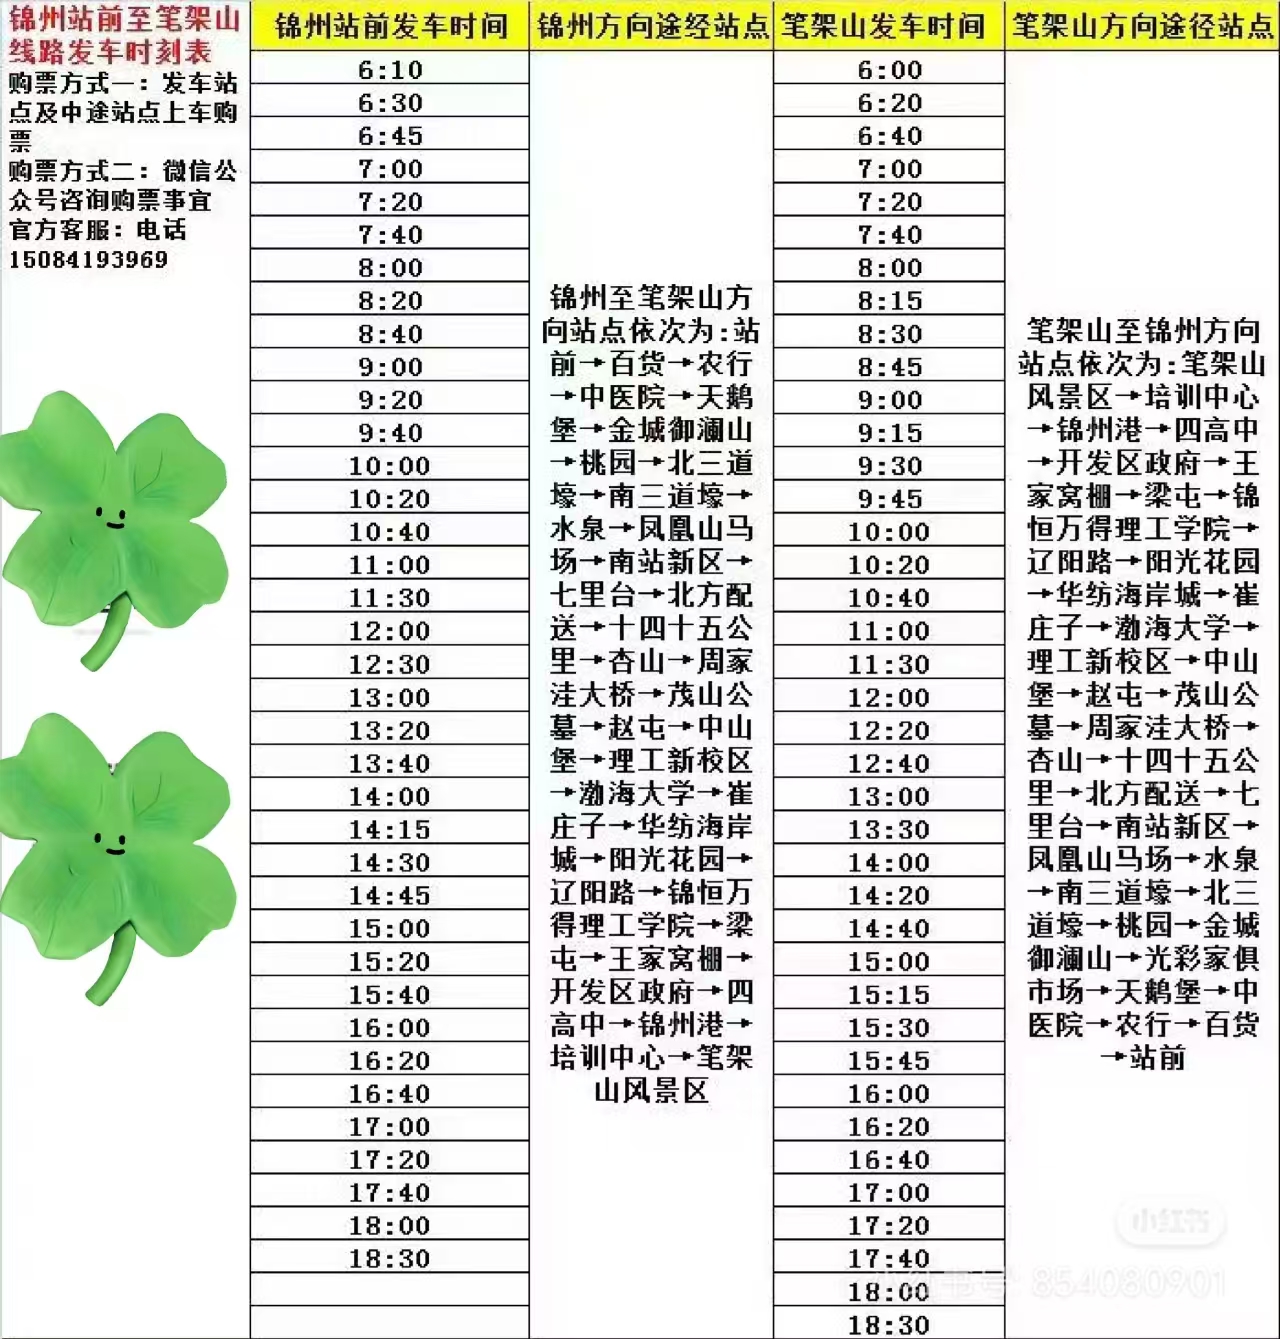 锦州站前至笔架山
线路发车时刻表
购票方式一：发车站
点及中途站点上车购
票
购票方式二：微信公
众号咨询购票事宜
官方客服：电话
15084193969
锦州站前发车时间
6:10
6:30
6:45
7:00
7:20
7:40
8:00
8:20
8:40
9:00
9:20
9:40
10:00
10:20
10:40
11:00
11:30
12:00
12:30
13:00
13:20
13:40
14:00
14:15
14:30
14:45
15:00
15:20
15:40
16:00
16:20
16:40
17:00
17:20
17:40
18:00
18:30
锦州方向途经站点
锦州至笔架山方
向站点依次为:站
前→百货→农行
→中医院→天鹅
堡→金城御澜山
→桃园→北三道
壕→南三道壕→
水泉→凤凰山马
场→南站新区→
七里台→北方配
送→十四十五公
里→杏山→周家
洼大桥→茂山公
墓→赵屯→中山
堡→理工新校区
→渤海大学→崔
庄子→华纺海岸
城→阳光花园→
辽阳路→锦恒万
得理工学院→梁
屯→王家窝棚→
开发区政府→四
高中→锦州港→
培训中心→笔架
山风景区
笔架山发车时间
6:00
6:20
6:40
7:00
7:20
7:40
8:00
8:15
8:30
8:45
9:00
9:15
9:30
9:45
10:00
10:20
10:40
11:00
11:30
12:00
12:20
12:40
13:00
13:30
14:00
14:20
14:40
15:00
15:15
15:30
15:45
16:00
16:20
16:40
17:00
17:20
17:40
18:00
18:30
笔架山方向途径站点
笔架山至锦州方向
站点依次为:笔架山
风景区→培训中心
→锦州港→四高中
→开发区政府→王
家窝棚→梁屯→锦
恒万得理工学院→
辽阳路→阳光花园
→华纺海岸城→崔
庄子→渤海大学→
理工新校区→中山
堡→赵屯→茂山公
墓→周家洼大桥→
杏山→十四十五公
里→北方配送→七
里台→南站新区→
凤凰山马场→水泉
→南三道壕→北三
道壕→桃园→金城
御澜山→光彩家俱
市场→天鹅堡→中
医院→农行→百货
→站前
小红书
小红书号: 854080901